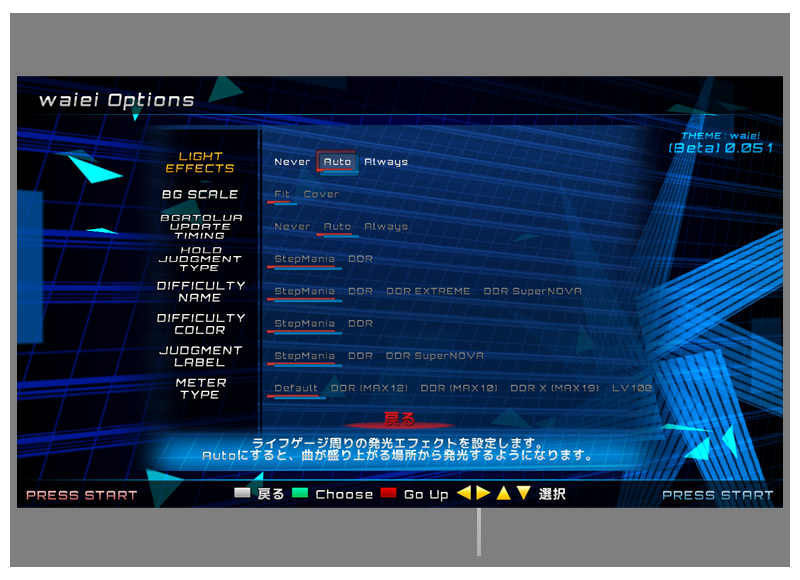 waiei Options
THEME : waiei
(Beta) 0.051
LIGHT
EFFECTS
Never Auto Always
BG SCALE
Fit Cover
BGATOLUA
UPDATE
TIMING
Never Auto Always
HOLD
JUDGMENT
TYPE
StepMania DDR
DIFFICULTY
NAME
StepMania DDR DDR EXTREME DDR SuperNOVA
DIFFICULTY
COLOR
StepMania DDR
JUDGMENT
LABEL
StepMania DDR DDR SuperNOVA
METER
TYPE
Default DDR (MAX12) DDR (MAX10) DDR X (MAX19) LV100
戻る
ライフゲージ周りの発光エフェクトを設定します。
Autoにすると、曲が盛り上がる場所から発光するようになります。
PRESS START 戻る Choose Go Up 選択 PRESS START